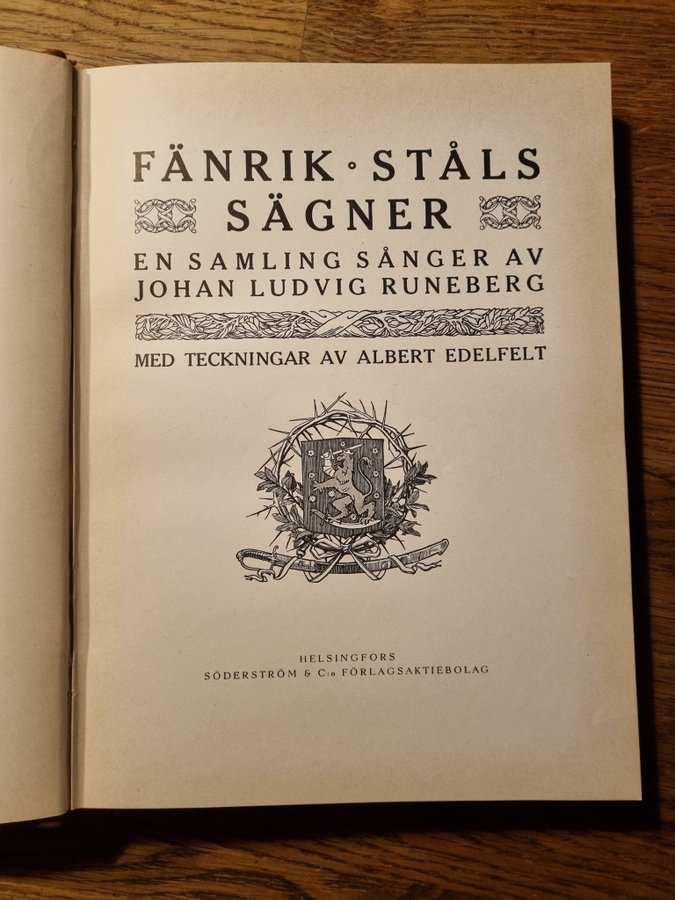 FÄNRIK ∘ STÅLS
SÄGNER
EN SAMLING SÅNGER AV
JOHAN LUDVIG RUNEBERG
MED TECKNINGAR AV ALBERT EDELFELT
HELSINGFORS
SÖDERSTRÖM & C:o FÖRLAGSAKTIEBOLAG